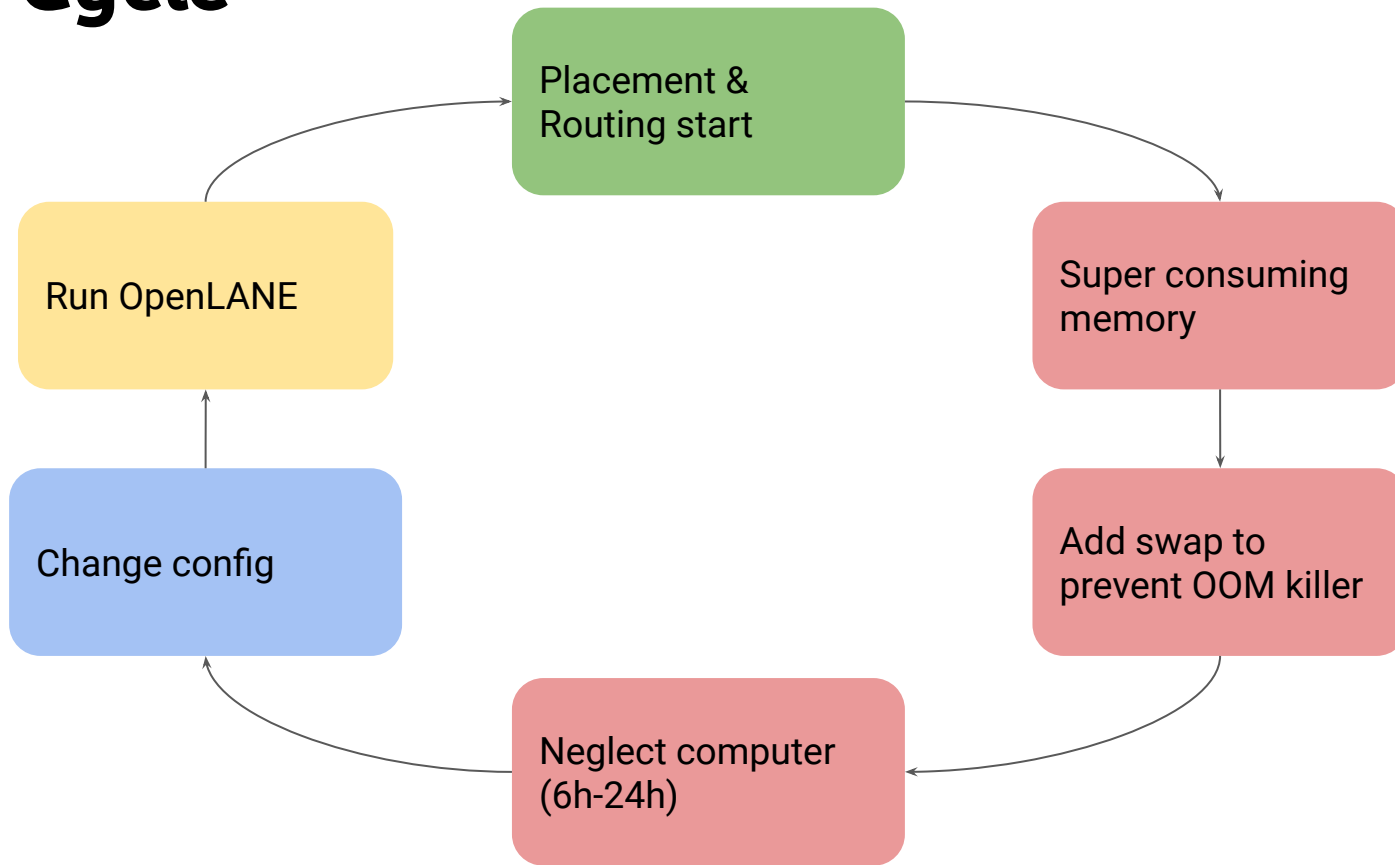 Cycle
Placement &
Routing start
Super consuming
memory
Add swap to
prevent OOM killer
Neglect computer
(6h-24h)
Change config
Run OpenLANE